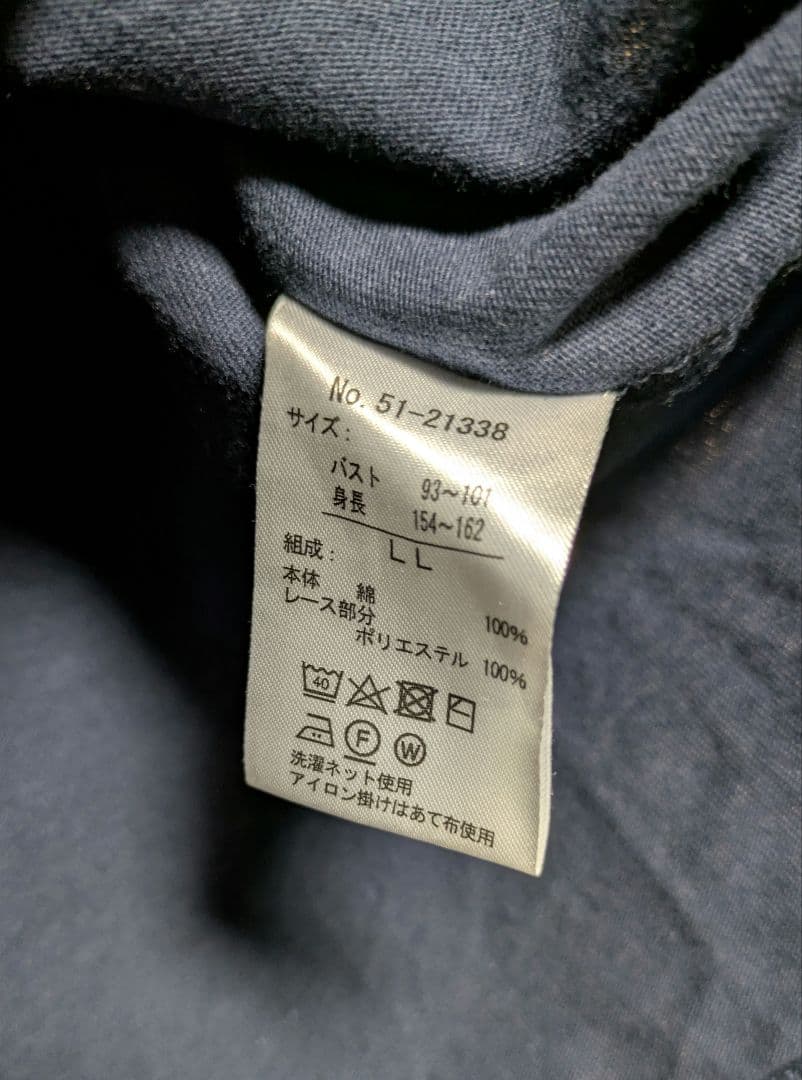 No. 51-21338
サイズ:
バスト 93~101
身長 154~162
LL
組成:
本体 綿 100%
レース部分
ポリエステル 100%
40
F W
洗濯ネット使用
アイロン掛けはあて布使用